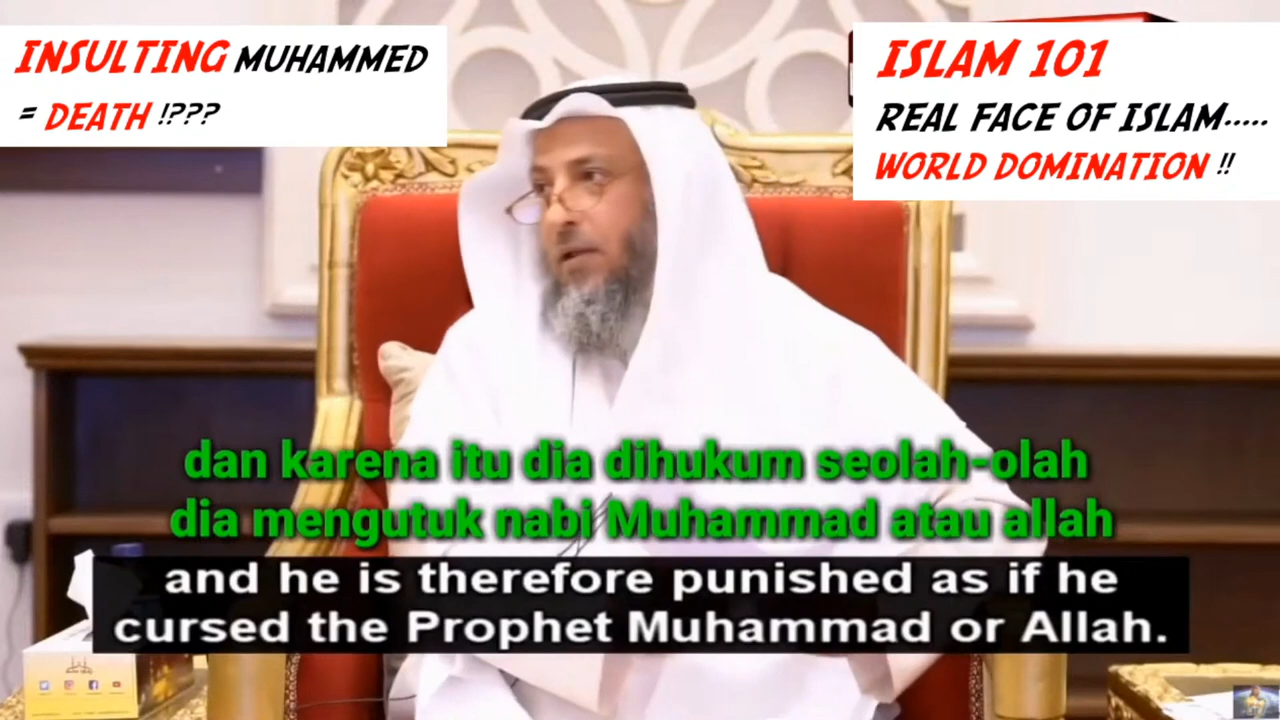 INSULTING MUHAMMED
= DEATH !???
ISLAM 101
REAL FACE OF ISLAM.....
WORLD DOMINATION !!
dan karena itu dia dihukum seolah-olah
dia mengutuk nabi Muhammad atau allah
and he is therefore punished as if he
cursed the Prophet Muhammad or Allah.